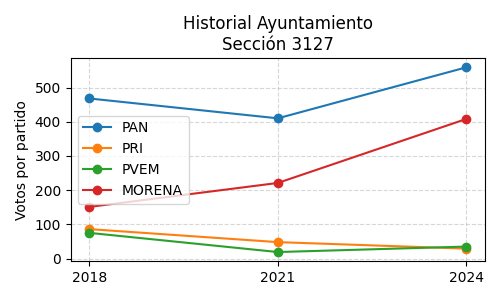 Historial Ayuntamiento
Sección 3127
Votos por partido
500
400
300
200
100
0
PAN
PRI
PVEM
MORENA
2018
2021
2024